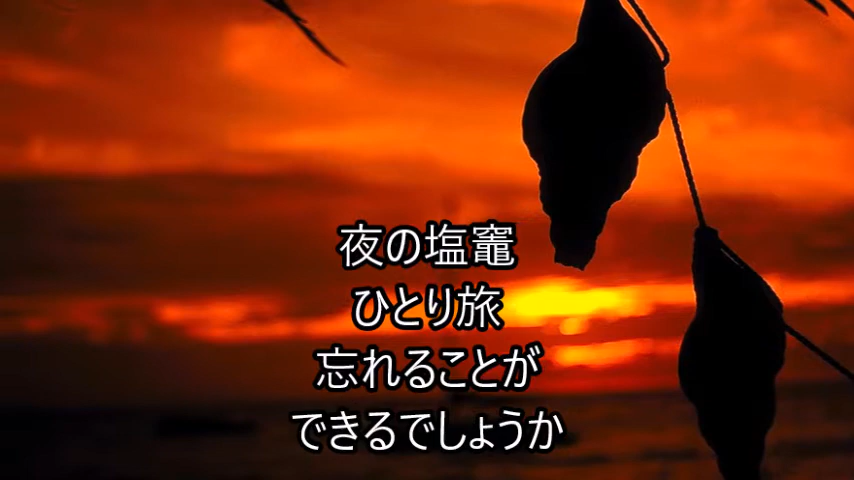 夜の塩竈
ひとり旅
忘れることが
できるでしょうか